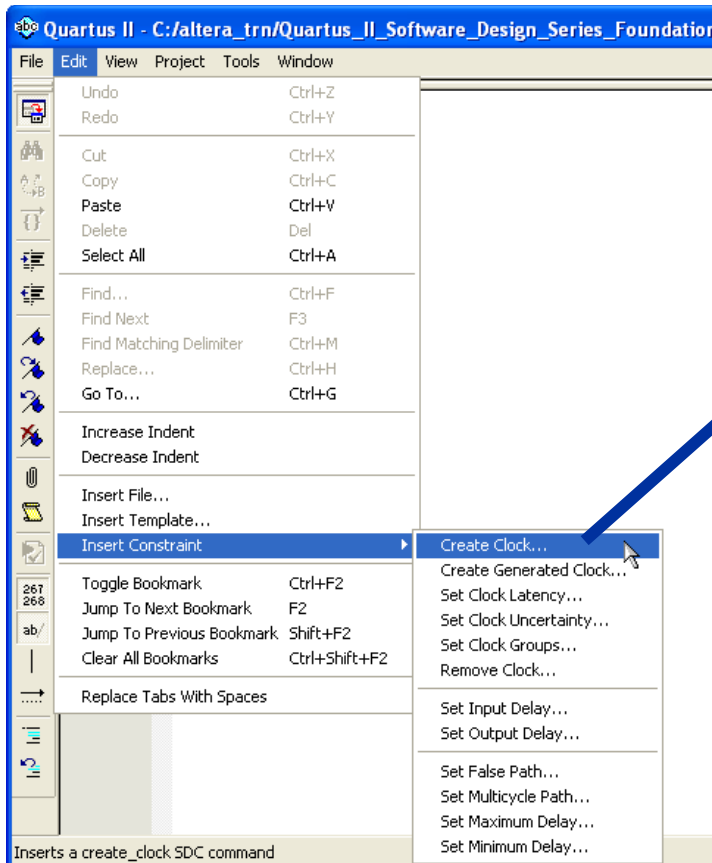 Quartus II - C:/altera_trn/Quartus_II_Software_Design_Series_Foundation
File Edit View Project Tools Window
Undo Ctrl+Z
Redo Ctrl+Y
Cut Ctrl+X
Copy Ctrl+C
Paste Ctrl+V
Delete Del
Select All Ctrl+A
Find... Ctrl+F
Find Next F3
Find Matching Delimiter Ctrl+M
Replace... Ctrl+H
Go To... Ctrl+G
Increase Indent
Decrease Indent
Insert File...
Insert Template...
Insert Constraint
Toggle Bookmark Ctrl+F2
Jump To Next Bookmark F2
Jump To Previous Bookmark Shift+F2
Clear All Bookmarks Ctrl+Shift+F2
Replace Tabs With Spaces
Create Clock...
Create Generated Clock...
Set Clock Latency...
Set Clock Uncertainty...
Set Clock Groups...
Remove Clock...
Set Input Delay...
Set Output Delay...
Set False Path...
Set Multicycle Path...
Set Maximum Delay...
Set Minimum Delay...
abc
A
B
{}
267
268
ab/
Inserts a create_clock SDC command